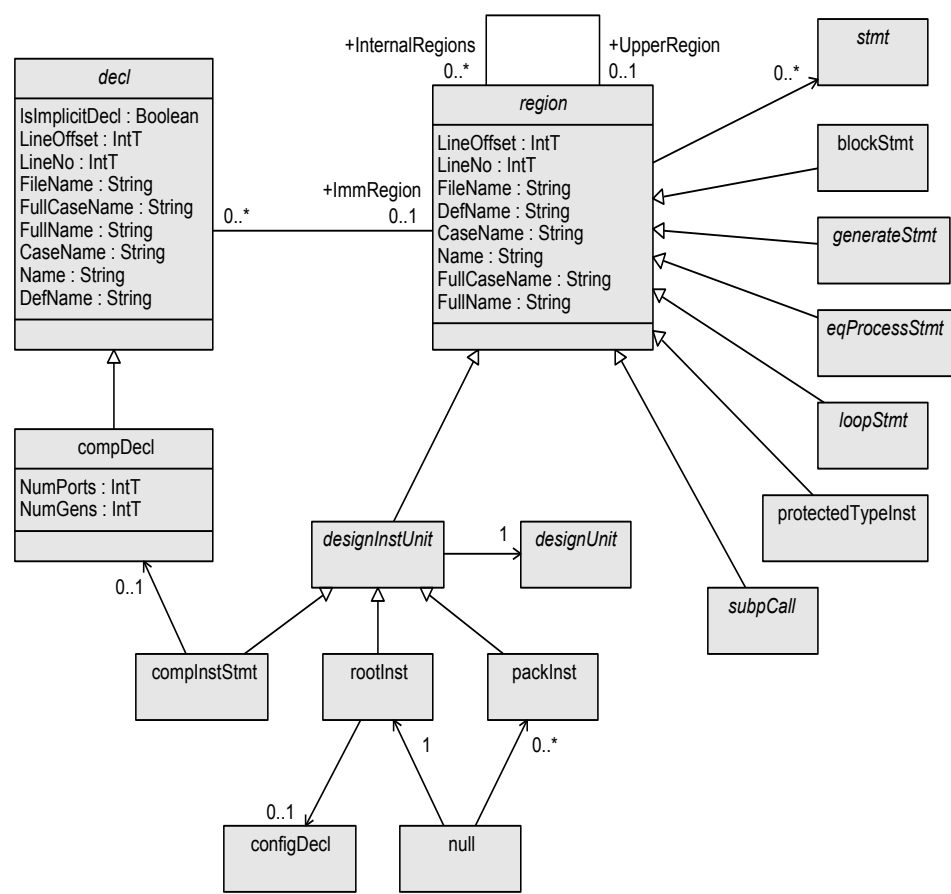 +InternalRegions
0..*
+UpperRegion
0..1
decl
IsImplicitDecl : Boolean
LineOffset : IntT
LineNo : IntT
FileName : String
FullCaseName : String
FullName : String
CaseName : String
Name : String
DefName : String
0..*
+ImmRegion
0..1
region
LineOffset : IntT
LineNo : IntT
FileName : String
DefName : String
CaseName : String
Name : String
FullCaseName : String
FullName : String
stmt
0..*
blockStmt
generateStmt
eqProcessStmt
loopStmt
protectedTypeInst
subpCall
compDecl
NumPorts : IntT
NumGens : IntT
0..1
designInstUnit
1
designUnit
compInstStmt
rootInst
packInst
1
0..*
0..1
configDecl
null